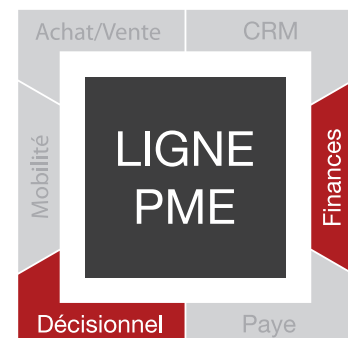 Achat/Vente
CRM
Mobilité
LIGNE
PME
Finances
Décisionnel
Paye